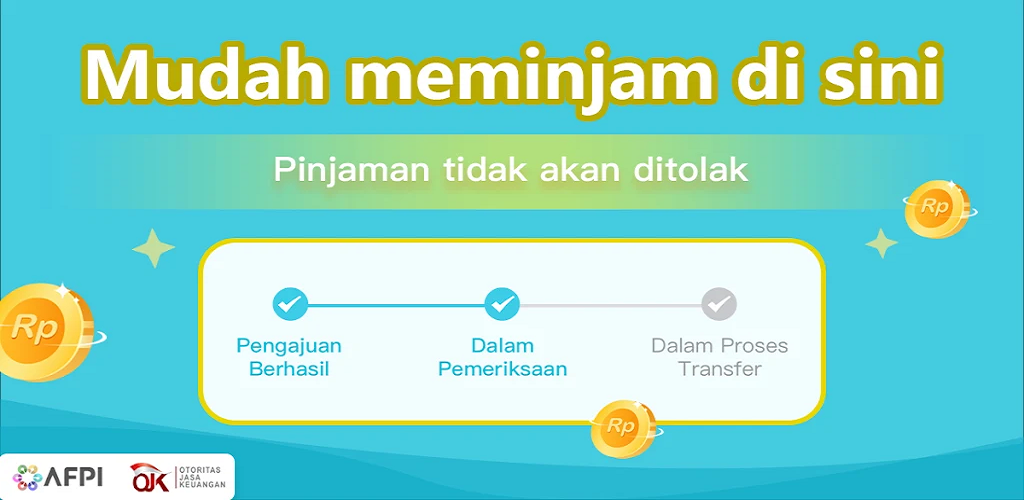 Mudah meminjam di sini
Pinjaman tidak akan ditolak
Rp
Rp
Pengajuan
Berhasil
Dalam
Pemeriksaan
Dalam Proses
Transfer
Rp
AFPI
OJK
OTORITAS
JASA
KEUANGAN